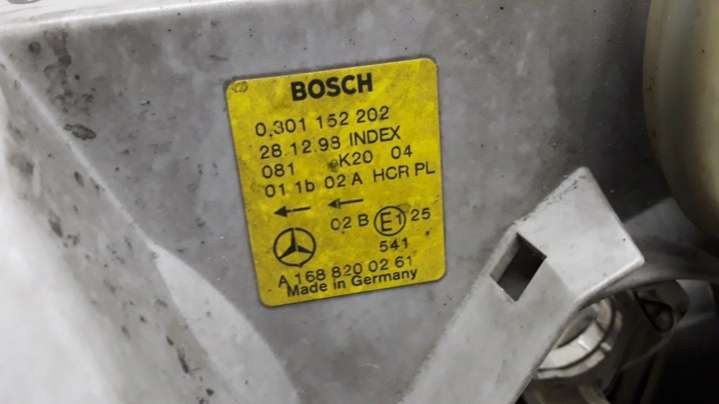 BOSCH
0,301 152 202
28.12.98 INDEX
081 K20 04
01 1b 02 A HCR PL
02 B E1 25
541
A 168 820 02 61
Made in Germany